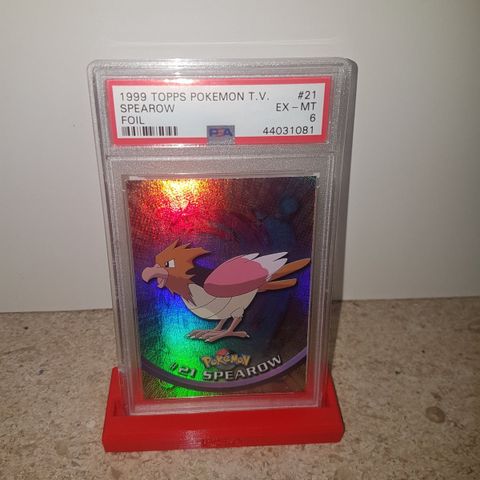 1999 TOPPS POKEMON T.V. #21
SPEAROW EX - MT
FOIL 6
PSA 44031081
POKéMON
#21 SPEAROW